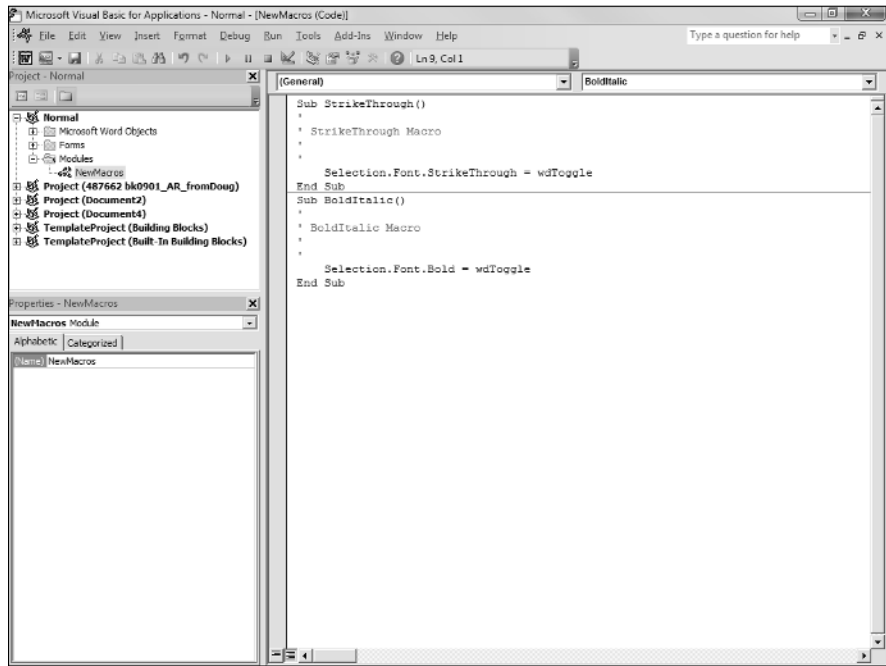 Microsoft Visual Basic for Applications - Normal - [NewMacros (Code)]
File Edit View Insert Format Debug Run Tools Add-Ins Window Help
Type a question for help
Ln 9, Col 1
Project - Normal
Normal
Microsoft Word Objects
Forms
Modules
NewMacros
Project (487662 bk0901_AR_fromDoug)
Project (Document2)
Project (Document4)
TemplateProject (Building Blocks)
TemplateProject (Built-In Building Blocks)
Properties - NewMacros
NewMacros Module
Alphabetic Categorized
(Name) NewMacros
(General)
BoldItalic
Sub StrikeThrough()
'
' StrikeThrough Macro
'
'
Selection.Font.StrikeThrough = wdToggle
End Sub
Sub BoldItalic()
'
' BoldItalic Macro
'
'
Selection.Font.Bold = wdToggle
End Sub